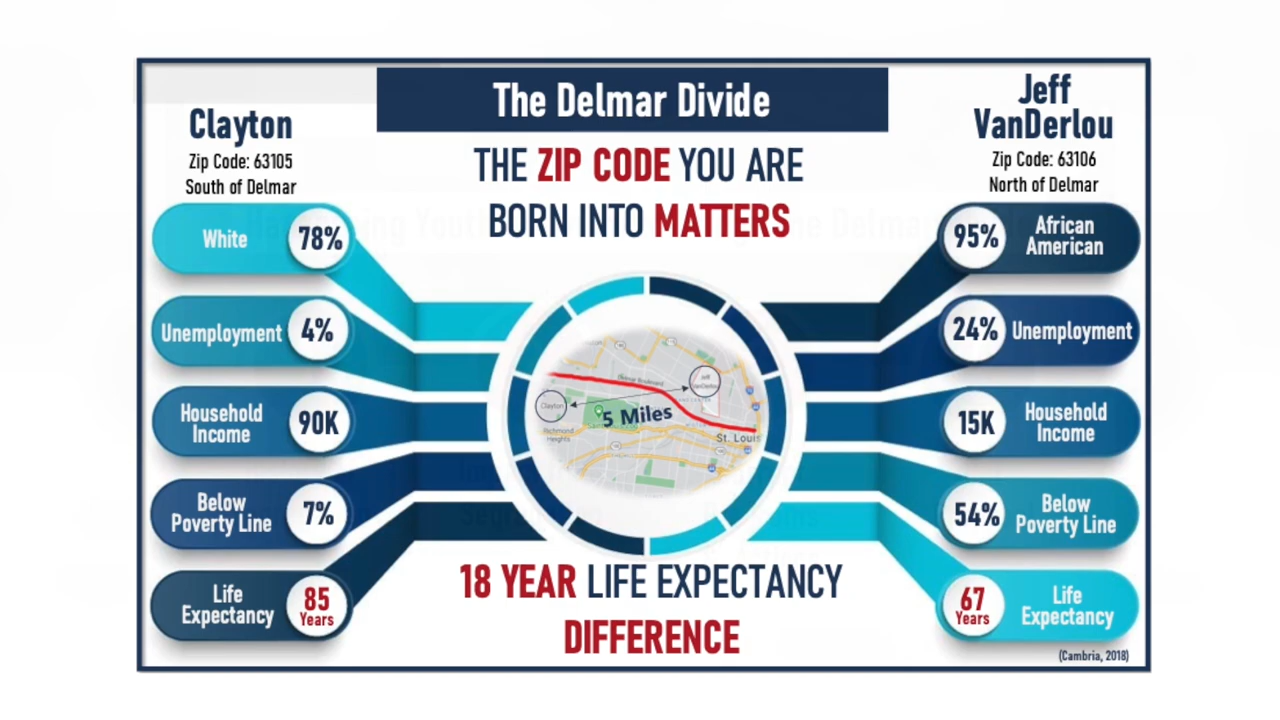 The Delmar Divide
Clayton
Zip Code: 63105
South of Delmar
Jeff
VanDerlou
Zip Code: 63106
North of Delmar
THE ZIP CODE YOU ARE
BORN INTO MATTERS
White 78%
Unemployment 4%
Household
Income
90K
Below
Poverty Line
7%
Life
Expectancy
85
Years
95% African
American
24% Unemployment
15K
Household
Income
54%
Below
Poverty Line
67
Years
Life
Expectancy
Delmar Boulevard
Jeff
VanDerlou
Clayton
5 Miles
Richmond
Heights
St. Louis
18 YEAR LIFE EXPECTANCY
DIFFERENCE
(Cambria, 2018)